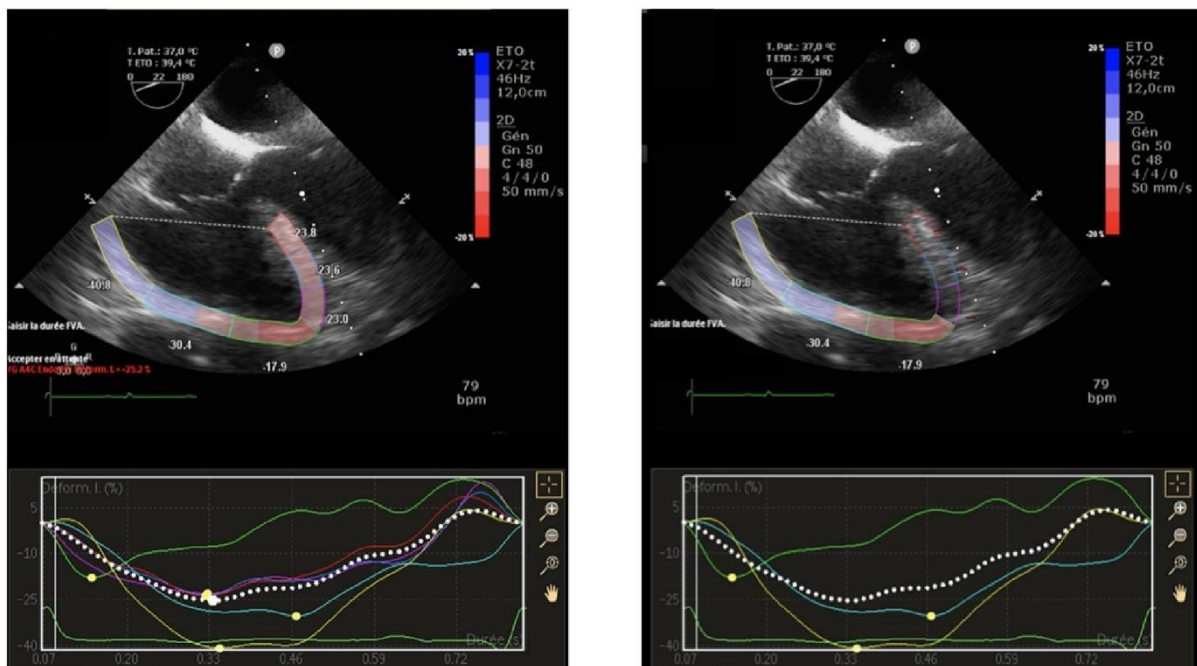 T. Pat.: 37,0 ºC
T ETO : 39,4 ºC
0 22 180
P
20 %
ETO
X7-2t
46Hz
12,0cm
2D
Gén
Gn 50
C 48
4 / 4 / 0
50 mm/s
-20 %
-23.8
-23.6
-23.0
-40.8
-30.4
-17.9
Saisir la durée FVA.
Accepter en attente
G
R
79
bpm
Déform. l. (%)
5
-10
-25
-40
0.07 0.20 0.33 0.46 0.59 0.72
Durée (s)
T. Pat.: 37,0 ºC
T ETO : 39,4 ºC
0 22 180
P
20 %
ETO
X7-2t
46Hz
12,0cm
2D
Gén
Gn 50
C 48
4 / 4 / 0
50 mm/s
-20 %
-40.8
-30.4
-17.9
Saisir la durée FVA.
79
bpm
Déform. l. (%)
5
-10
-25
-40
0.07 0.20 0.33 0.46 0.59 0.72
Durée (s)